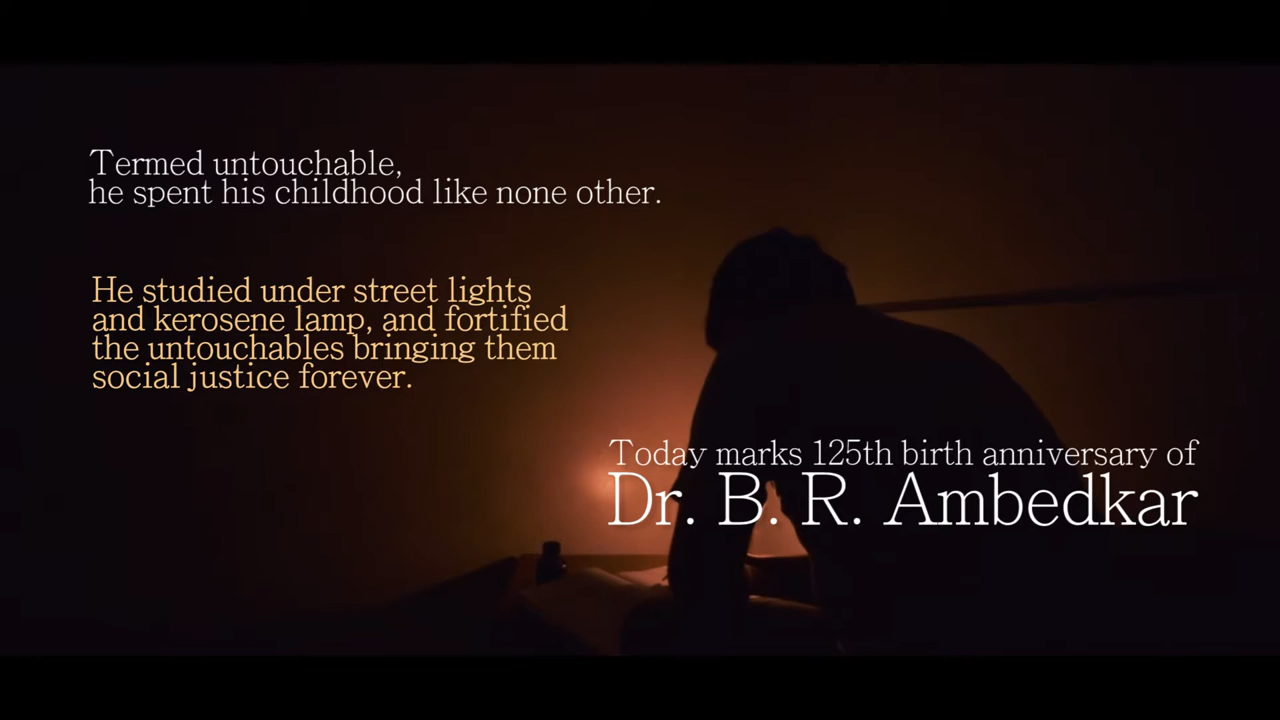 Termed untouchable,
he spent his childhood like none other.
He studied under street lights
and kerosene lamp, and fortified
the untouchables bringing them
social justice forever.
Today marks 125th birth anniversary of
Dr. B. R. Ambedkar